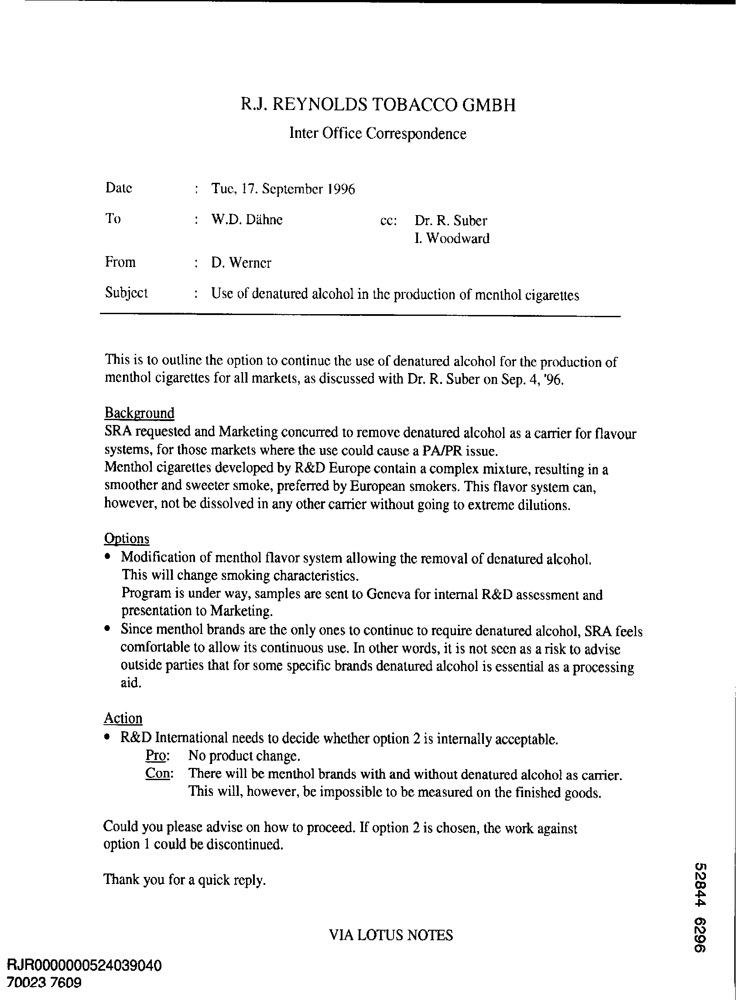 R.J. REYNOLDS TOBACCO GMBH
Inter Office Correspondence
Date : Tue, 17. September 1996
To : W.D. Dähne cc: Dr. R. Suber
I. Woodward
From : D. Werner
Subject : Use of denatured alcohol in the production of menthol cigarettes
This is to outline the option to continue the use of denatured alcohol for the production of
menthol cigarettes for all markets, as discussed with Dr. R. Suber on Sep. 4, '96.
Background
SRA requested and Marketing concurred to remove denatured alcohol as a carrier for flavour
systems, for those markets where the use could cause a PA/PR issue.
Menthol cigarettes developed by R&D Europe contain a complex mixture, resulting in a
smoother and sweeter smoke, preferred by European smokers. This flavor system can,
however, not be dissolved in any other carrier without going to extreme dilutions.
Options
• Modification of menthol flavor system allowing the removal of denatured alcohol.
This will change smoking characteristics.
Program is under way, samples are sent to Geneva for internal R&D assessment and
presentation to Marketing.
• Since menthol brands are the only ones to continue to require denatured alcohol, SRA feels
comfortable to allow its continuous use. In other words, it is not seen as a risk to advise
outside parties that for some specific brands denatured alcohol is essential as a processing
aid.
Action
• R&D International needs to decide whether option 2 is internally acceptable.
Pro: No product change.
Con: There will be menthol brands with and without denatured alcohol as carrier.
This will, however, be impossible to be measured on the finished goods.
Could you please advise on how to proceed. If option 2 is chosen, the work against
option 1 could be discontinued.
Thank you for a quick reply.
VIA LOTUS NOTES
52844 6296
RJR0000000524039040
70023 7609